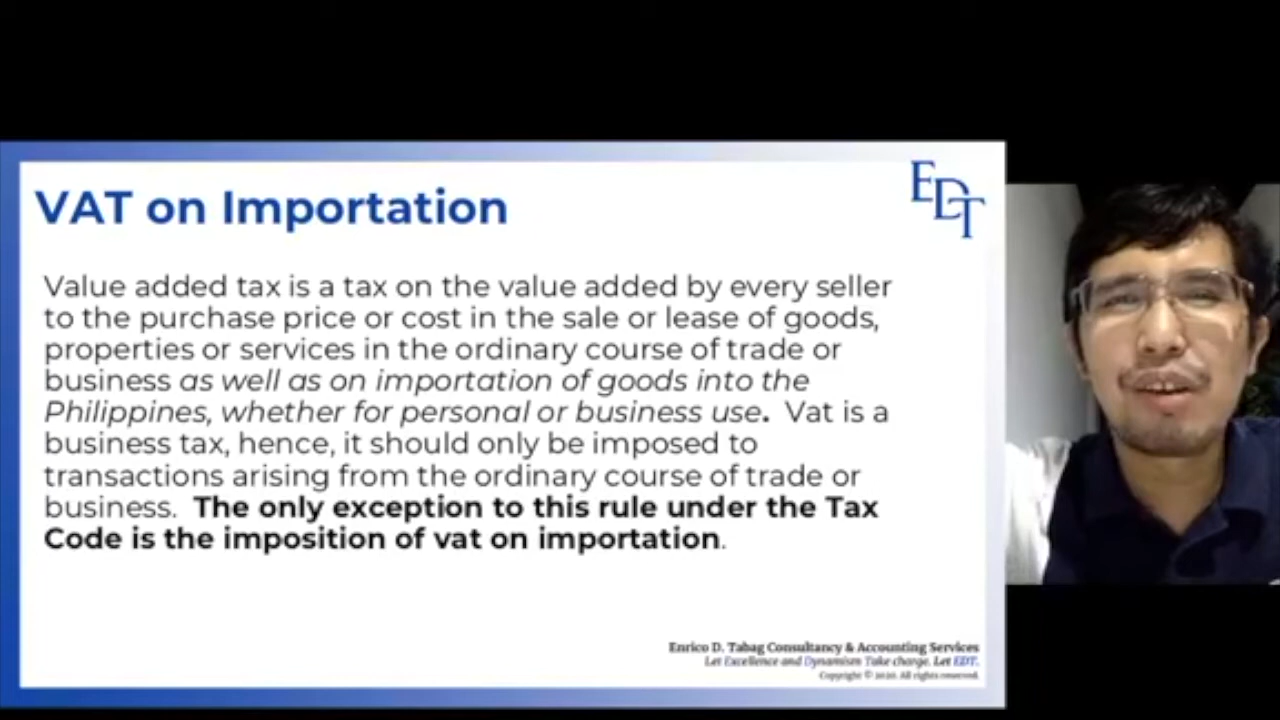 VAT on Importation
EDT
Value added tax is a tax on the value added by every seller
to the purchase price or cost in the sale or lease of goods,
properties or services in the ordinary course of trade or
business as well as on importation of goods into the
Philippines, whether for personal or business use. Vat is a
business tax, hence, it should only be imposed to
transactions arising from the ordinary course of trade or
business. The only exception to this rule under the Tax
Code is the imposition of vat on importation.
Enrico D. Tabag Consultancy & Accounting Services
Let Excellence and Dynamism Take charge. Let EDT.
Copyright © 2020. All rights reserved.